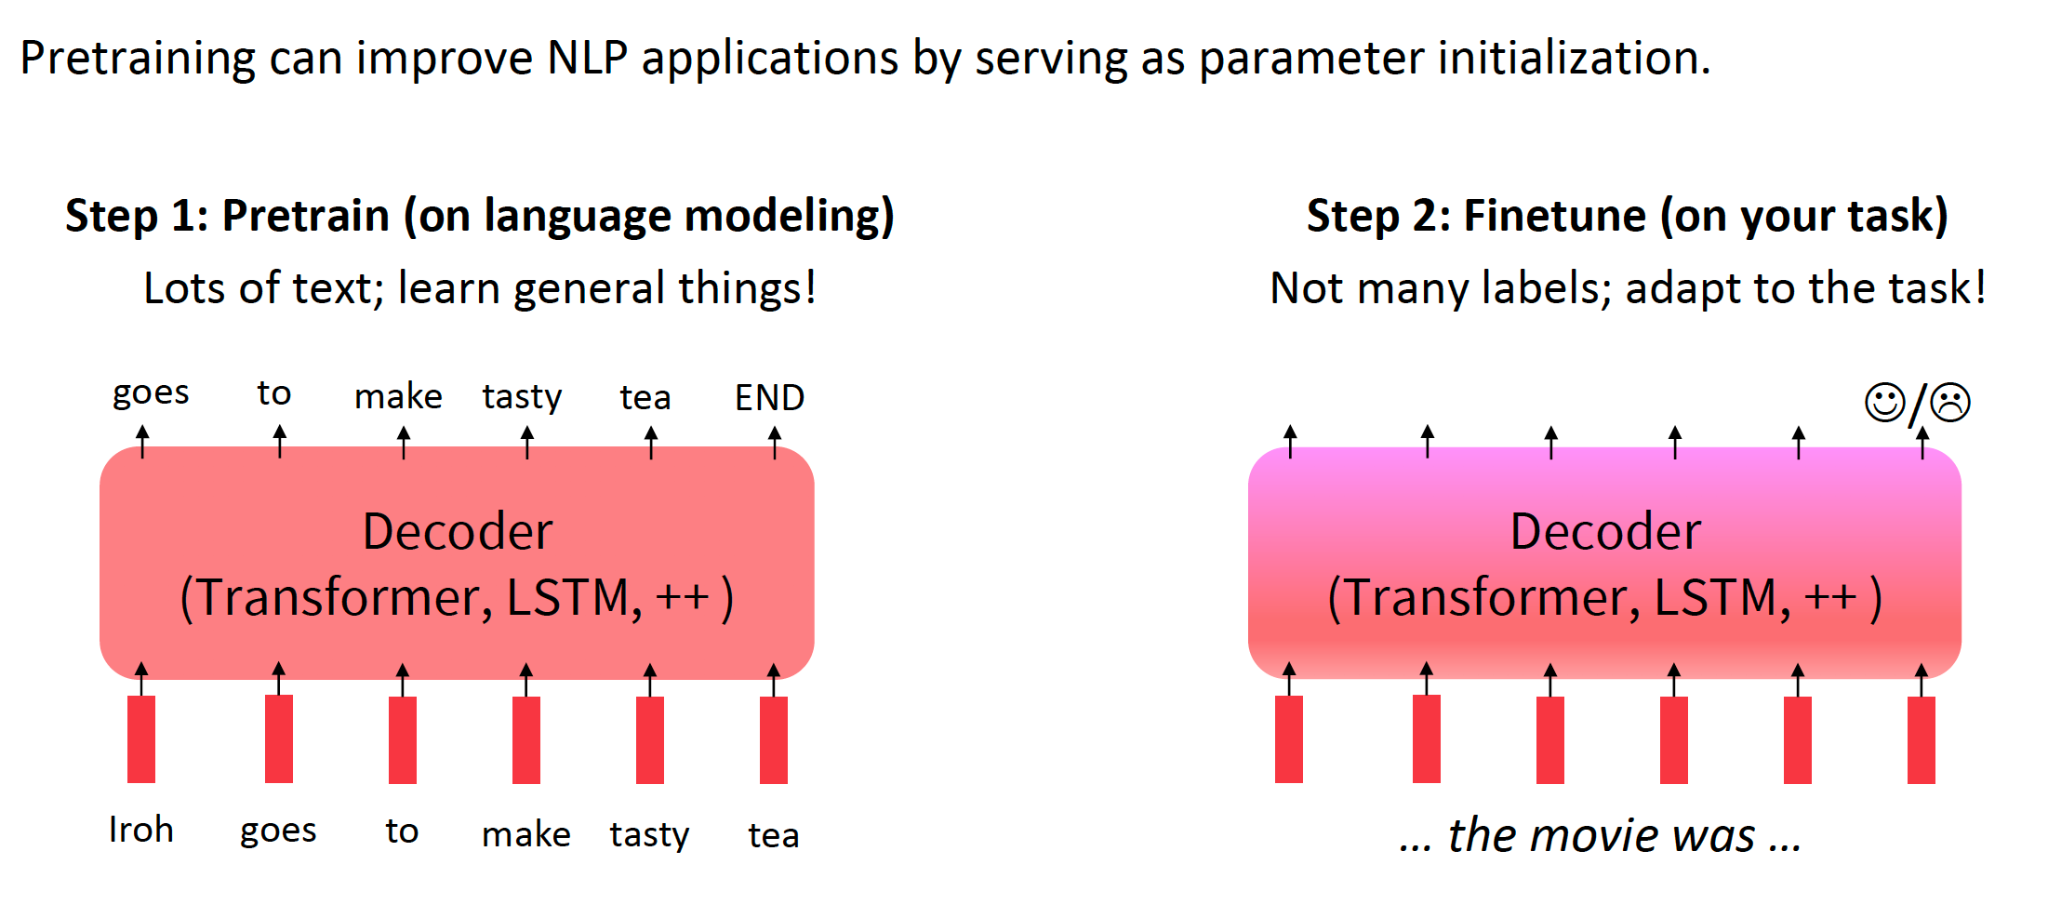 Pretraining can improve NLP applications by serving as parameter initialization.
Step 1: Pretrain (on language modeling)
Lots of text; learn general things!
goes to make tasty tea END
Decoder
(Transformer, LSTM, ++ )
Iroh goes to make tasty tea
Step 2: Finetune (on your task)
Not many labels; adapt to the task!
☺/☹
Decoder
(Transformer, LSTM, ++ )
... the movie was ...